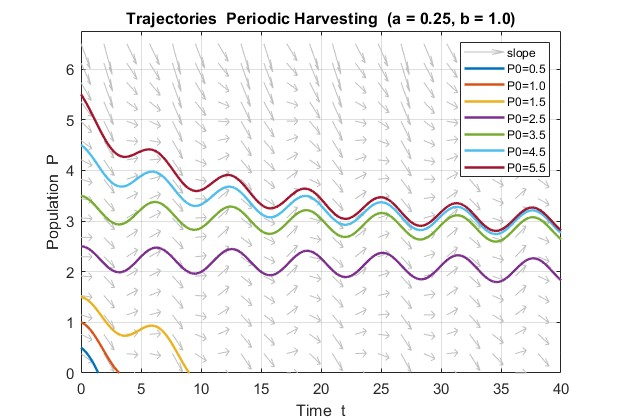 Trajectories  Periodic Harvesting  (a = 0.25, b = 1.0)
slope
P0=0.5
P0=1.0
P0=1.5
P0=2.5
P0=3.5
P0=4.5
P0=5.5
Population  P
6
5
4
3
2
1
0
0 5 10 15 20 25 30 35 40
Time  t